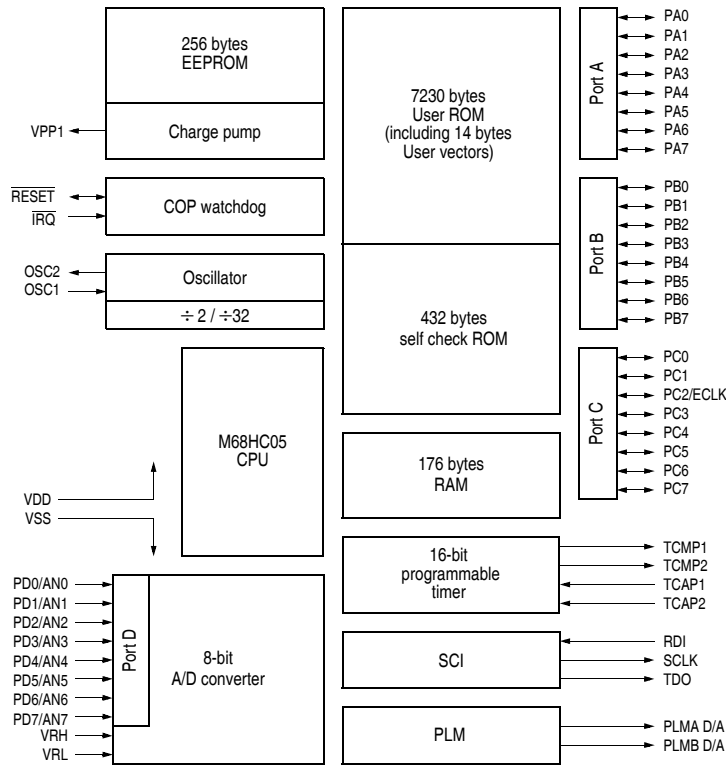 256 bytes
EEPROM
Charge pump
VPP1
RESET
IRQ
COP watchdog
OSC2
OSC1
Oscillator
÷ 2 / ÷32
M68HC05
CPU
VDD
VSS
PD0/AN0
PD1/AN1
PD2/AN2
PD3/AN3
PD4/AN4
PD5/AN5
PD6/AN6
PD7/AN7
VRH
VRL
Port D
8-bit
A/D converter
7230 bytes
User ROM
(including 14 bytes
User vectors)
432 bytes
self check ROM
176 bytes
RAM
16-bit
programmable
timer
SCI
PLM
Port A
PA0
PA1
PA2
PA3
PA4
PA5
PA6
PA7
Port B
PB0
PB1
PB2
PB3
PB4
PB5
PB6
PB7
Port C
PC0
PC1
PC2/ECLK
PC3
PC4
PC5
PC6
PC7
TCMP1
TCMP2
TCAP1
TCAP2
RDI
SCLK
TDO
PLMA D/A
PLMB D/A